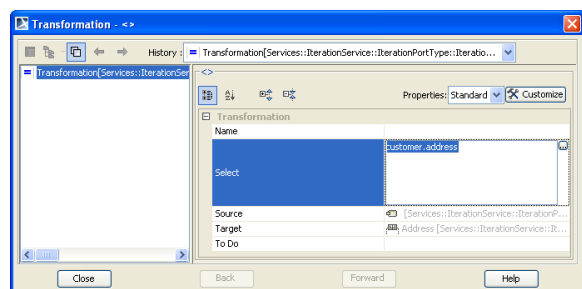 Transformation - <>
History : Transformation[Services::IterationService::IterationPortType::Iteratio...
Transformation[Services::IterationSer
<>
Properties: Standard Customize
Transformation
Name
Select customer.address
...
Source [Services::IterationService::IterationP...
Target Address [Services::IterationService::It...
To Do
Close Back Forward Help